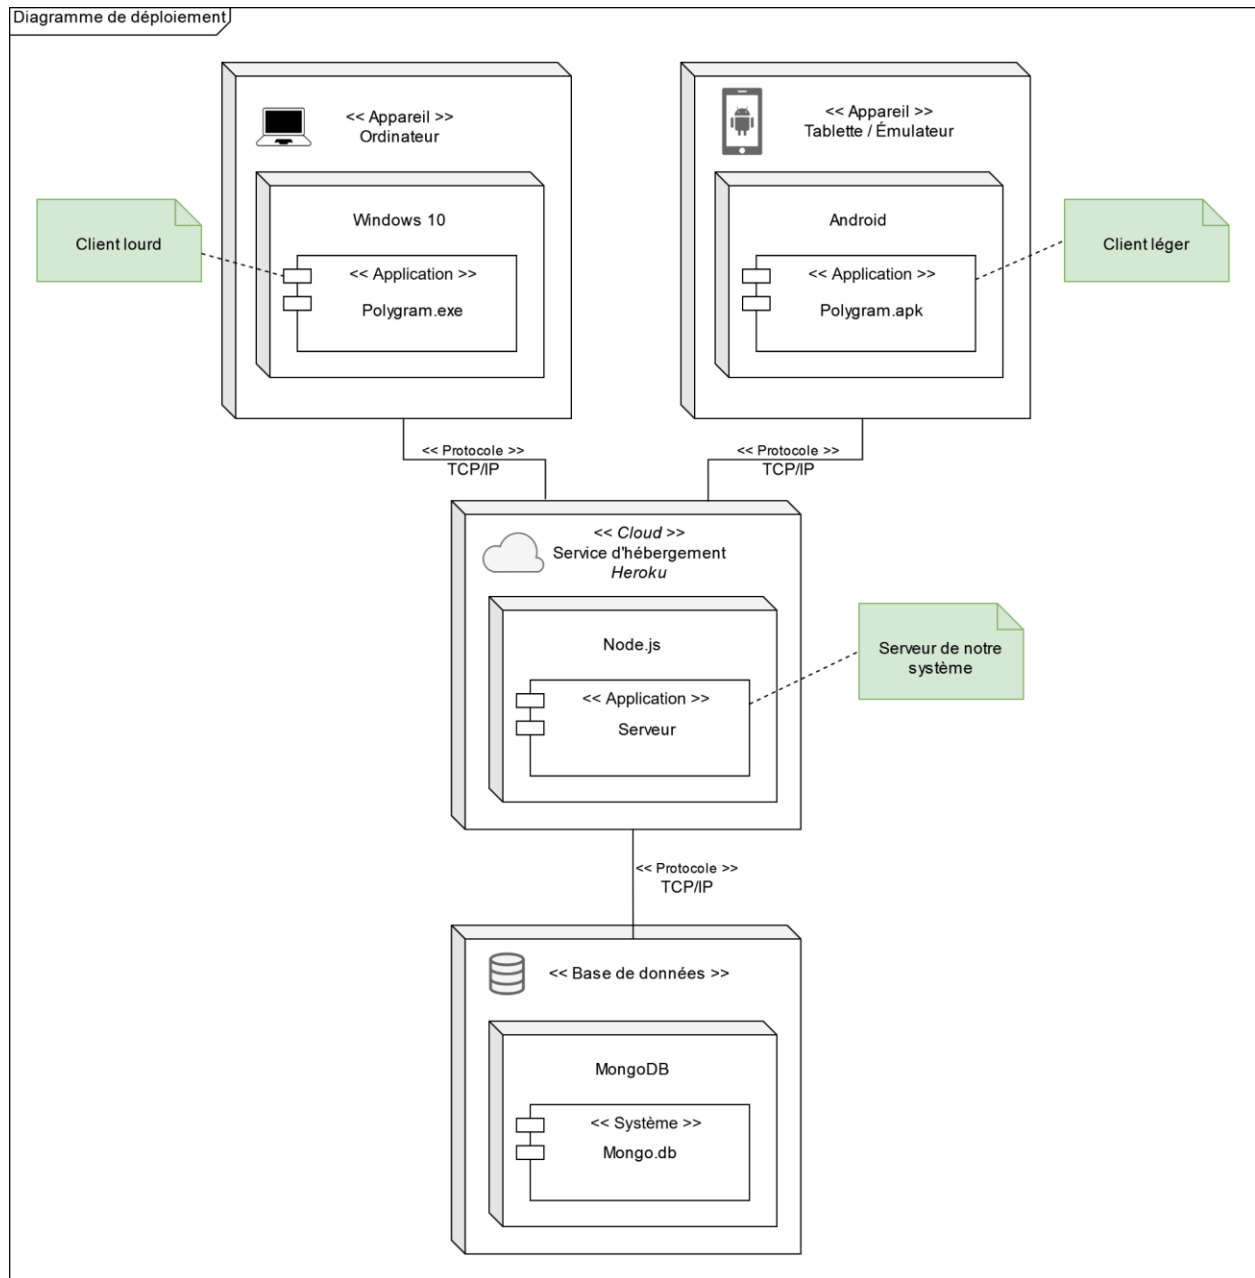 Diagramme de déploiement
<< Appareil >>
Ordinateur
<< Appareil >>
Tablette / Émulateur
Client lourd
Windows 10
<< Application >>
Polygram.exe
Android
<< Application >>
Polygram.apk
Client léger
<< Protocole >>
TCP/IP
<< Protocole >>
TCP/IP
<< Cloud >>
Service d'hébergement
Heroku
Node.js
<< Application >>
Serveur
Serveur de notre
système
<< Protocole >>
TCP/IP
<< Base de données >>
MongoDB
<< Système >>
Mongo.db